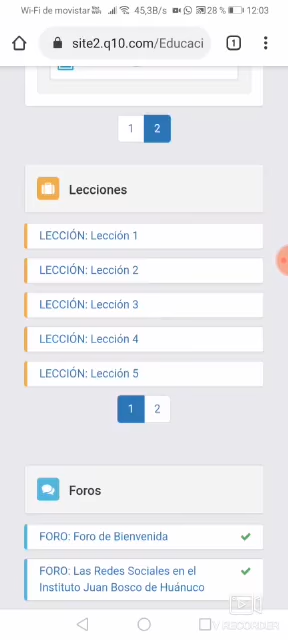 Wi-Fi de movistar 45,3B/s 28 % 12:03
site2.q10.com/Educaci 1
1 2
Lecciones
LECCIÓN: Lección 1
LECCIÓN: Lección 2
LECCIÓN: Lección 3
LECCIÓN: Lección 4
LECCIÓN: Lección 5
1 2
Foros
FORO: Foro de Bienvenida
FORO: Las Redes Sociales en el
Instituto Juan Bosco de Huánuco
V RECORDER